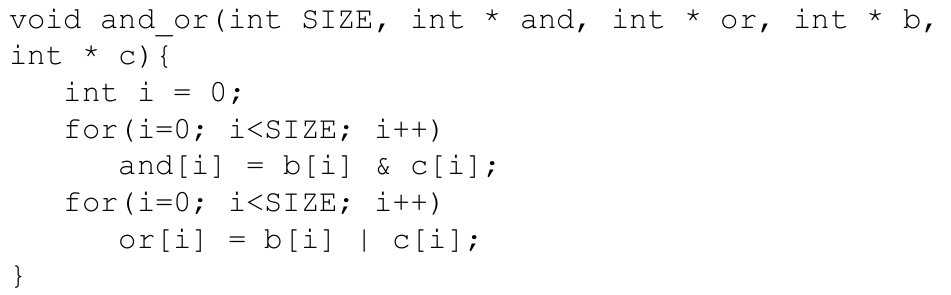 void and_or(int SIZE, int * and, int * or, int * b,
int * c){
   int i = 0;
   for(i=0; i<SIZE; i++)
      and[i] = b[i] & c[i];
   for(i=0; i<SIZE; i++)
      or[i] = b[i] | c[i];
}